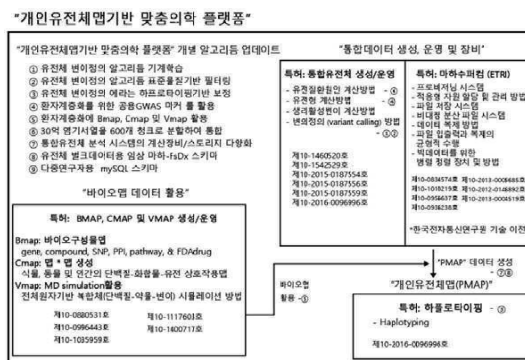 "개인유전체맵기반 맞춤의학 플랫폼"
"개인유전체맵기반 맞춤의학 플랫폼" 개별 알고리듬 업데이트
① 유전체 변이정의 알고리듬 기계학습
② 유전체 변이정의 알고리듬 표준물질기반 필터링
③ 유전체 변이정의 에러는 하프로타이핑기반 보정
④ 환자계층화를 위한 공용GWAS 마커 를 활용
⑤ 환자계층화에 Bmap, Cmap 및 Vmap 활용
⑥ 30억 염기서열을 600개 청크로 분할하여 통합
⑦ 통합유전체 분석 시스템의 계산장비/스토리지 다양화
⑧ 유전체 별크데이터용 임상 마하-fsDx 스키마
⑨ 다중연구자용 mySQL 스키마
"바이오맵 데이터 활용"
특허: BMAP, CMAP 및 VMAP 생성/운영
Bmap: 바이오구성물맵
gene, compound, SNP, PPI, pathway, & FDAdrug
Cmap: 맵 * 맵 생성
식물, 동물 및 인간의 단백질-화합물-유전 상호작용맵
Vmap: MD simulation활용
전체원자기반 복합체(단백질-약물-변이) 시뮬레이션 방법
제10-0880531호 제10-1117603호
제10-0996443호 제10-1400717호
제10-1035959호
"통합데이터 생성, 운영 및 장비"
특허: 통합유전체 생성/운영
- 유전질환원인 계산방법 - ④
- 유전형 계산방법 - ④
- 생리활성변이 계산방법
- 변의정의 (variant calling) 방법
- ①②
제10-1460520호
제10-1542529호
제10-2015-0187554호
제10-2015-0187556호
제10-2015-0187559호
제10-2016-0096996호
특허: 마하수퍼컴 (ETRI)
- 프로비저닝 시스템
- 적응형 자원 할당 및 관리 방법
- 파일 저장 시스템
- 비대칭 분산 파일 시스템
- 데이터 복제 방법
- 파일 입출력과 복제의 균형적 수행
- 빅데이터를 위한 병렬 정렬 장치 및 방법
제10-0834574호 제10-2013-0005685호
제10-1010219호 제10-2012-0146892호
제10-0956637호 제10-2013-0004519호
제10-0936238호
*한국전자통신연구원 기술 이전
"PMAP" 데이터 생성
- ⑦⑧
바이오맵
활용 -⑤
"개인유전체맵(PMAP)"
특허: 하플로타이핑 - ③
- Haplotyping
제10-2016-0096996호